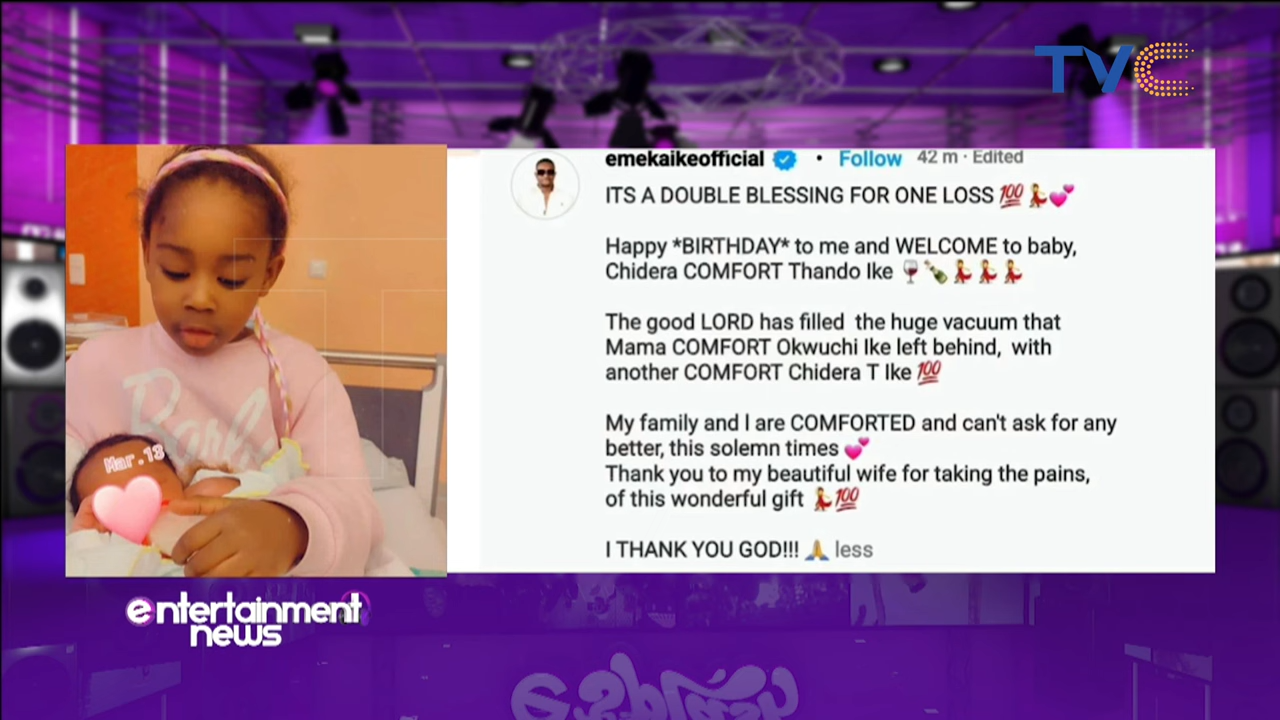 TVC
emekaikeofficial • Follow 42 m · Edited
ITS A DOUBLE BLESSING FOR ONE LOSS 💯💃💕
Happy *BIRTHDAY* to me and WELCOME to baby,
Chidera COMFORT Thando Ike 🍷🍾💃💃💃
The good LORD has filled the huge vacuum that
Mama COMFORT Okwuchi Ike left behind, with
another COMFORT Chidera T Ike 💯
My family and I are COMFORTED and can't ask for any
better, this solemn times 💕
Thank you to my beautiful wife for taking the pains,
of this wonderful gift 💃💯
I THANK YOU GOD!!! 🙏 less
Barbie
Mar.13
entertainment
news